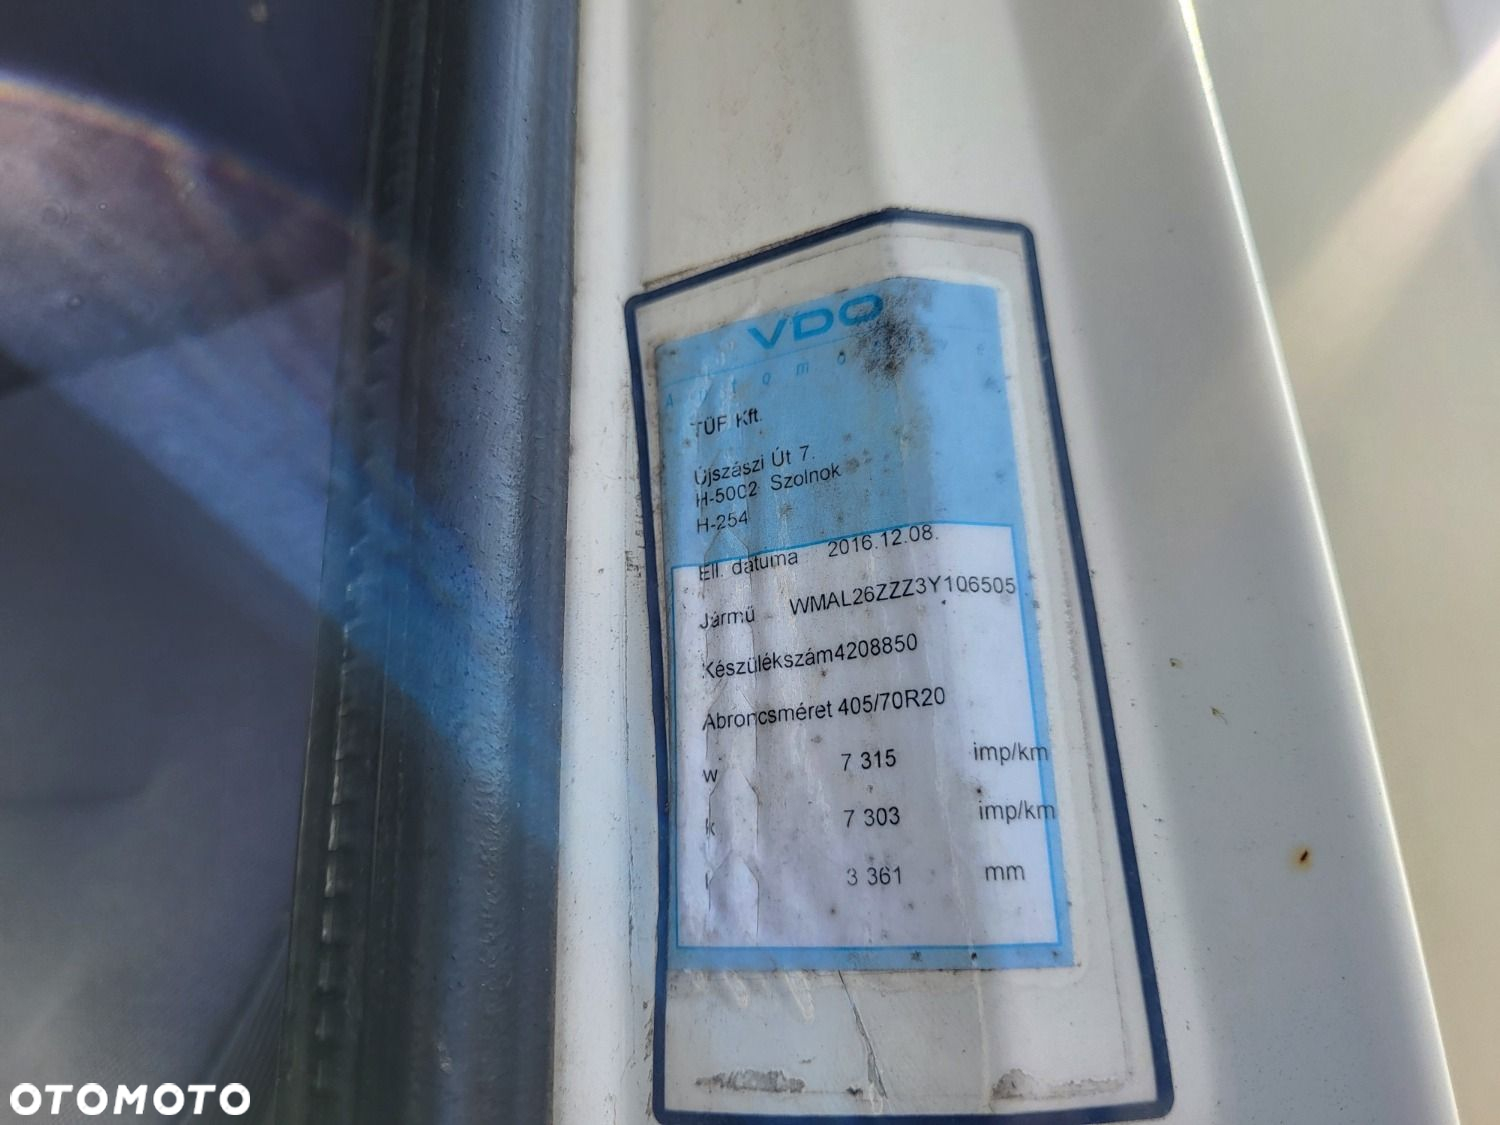 VDO
TÜF Kft.
Újszászi Út 7.
H-5002 Szolnok
H-254
Ell. dátuma 2016.12.08.
Jármű WMAL26ZZZ3Y106505
Készülékszám4208850
Abroncsméret 405/70R20
w 7 315 imp/km
k 7 303 imp/km
l 3 361 mm
OTOMOTO